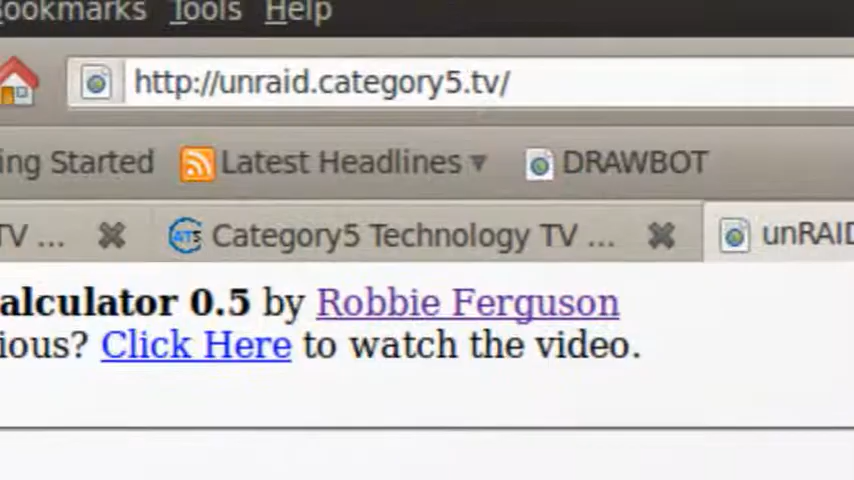 ookmarks Tools Help
http://unraid.category5.tv/
ing Started Latest Headlines DRAWBOT
TV ... Category5 Technology TV ... unRAID
alculator 0.5 by Robbie Ferguson
ious? Click Here to watch the video.